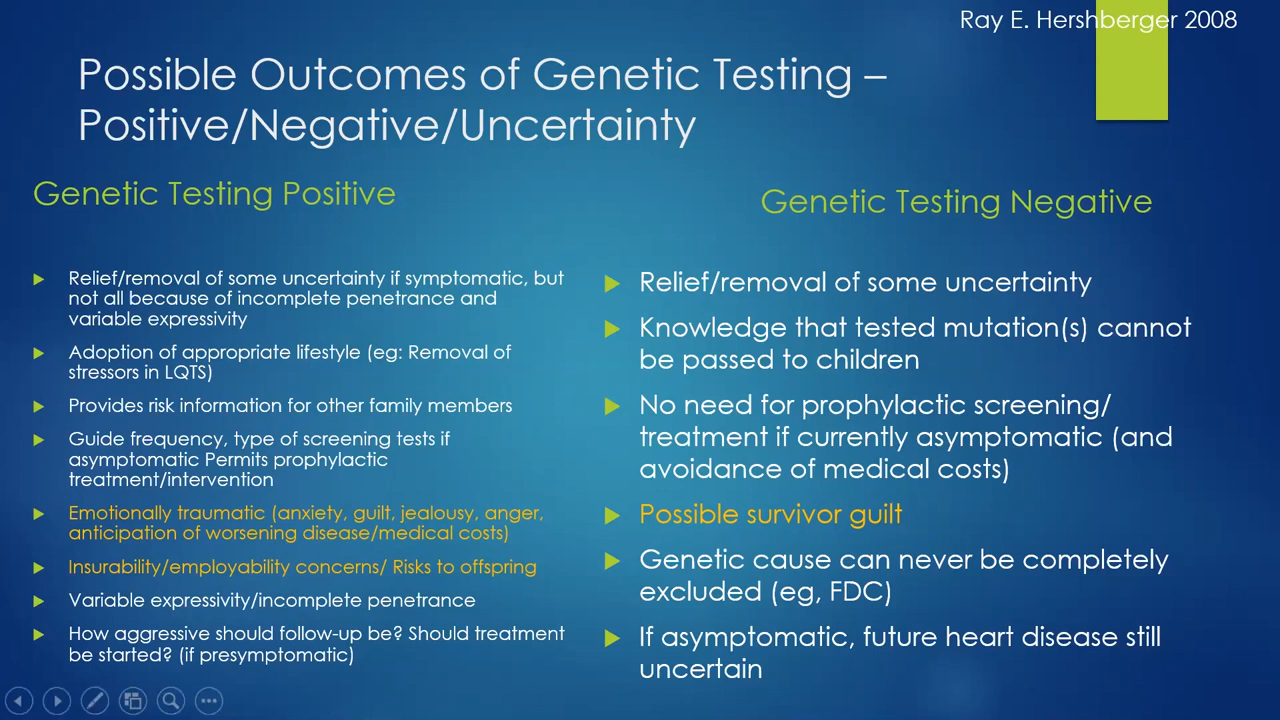 Ray E. Hershberger 2008
Possible Outcomes of Genetic Testing –
Positive/Negative/Uncertainty
Genetic Testing Positive
Relief/removal of some uncertainty if symptomatic, but
not all because of incomplete penetrance and
variable expressivity
Adoption of appropriate lifestyle (eg: Removal of
stressors in LQTS)
Provides risk information for other family members
Guide frequency, type of screening tests if
asymptomatic Permits prophylactic
treatment/intervention
Emotionally traumatic (anxiety, guilt, jealousy, anger,
anticipation of worsening disease/medical costs)
Insurability/employability concerns/ Risks to offspring
Variable expressivity/incomplete penetrance
How aggressive should follow-up be? Should treatment
be started? (if presymptomatic)
Genetic Testing Negative
Relief/removal of some uncertainty
Knowledge that tested mutation(s) cannot
be passed to children
No need for prophylactic screening/
treatment if currently asymptomatic (and
avoidance of medical costs)
Possible survivor guilt
Genetic cause can never be completely
excluded (eg, FDC)
If asymptomatic, future heart disease still
uncertain